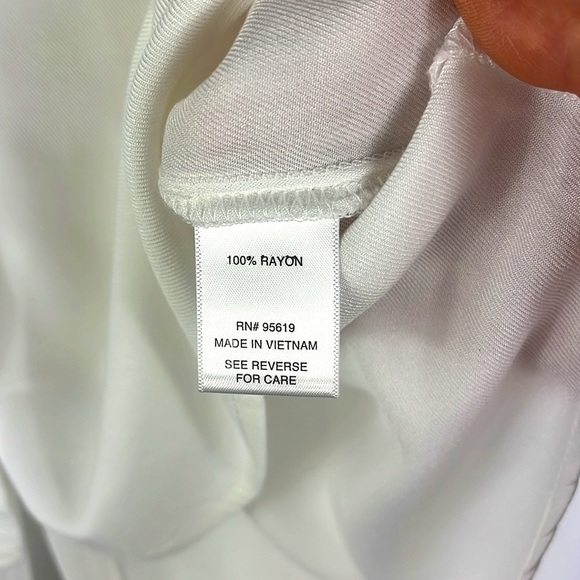 100% RAYON
RN# 95619
MADE IN VIETNAM
SEE REVERSE
FOR CARE